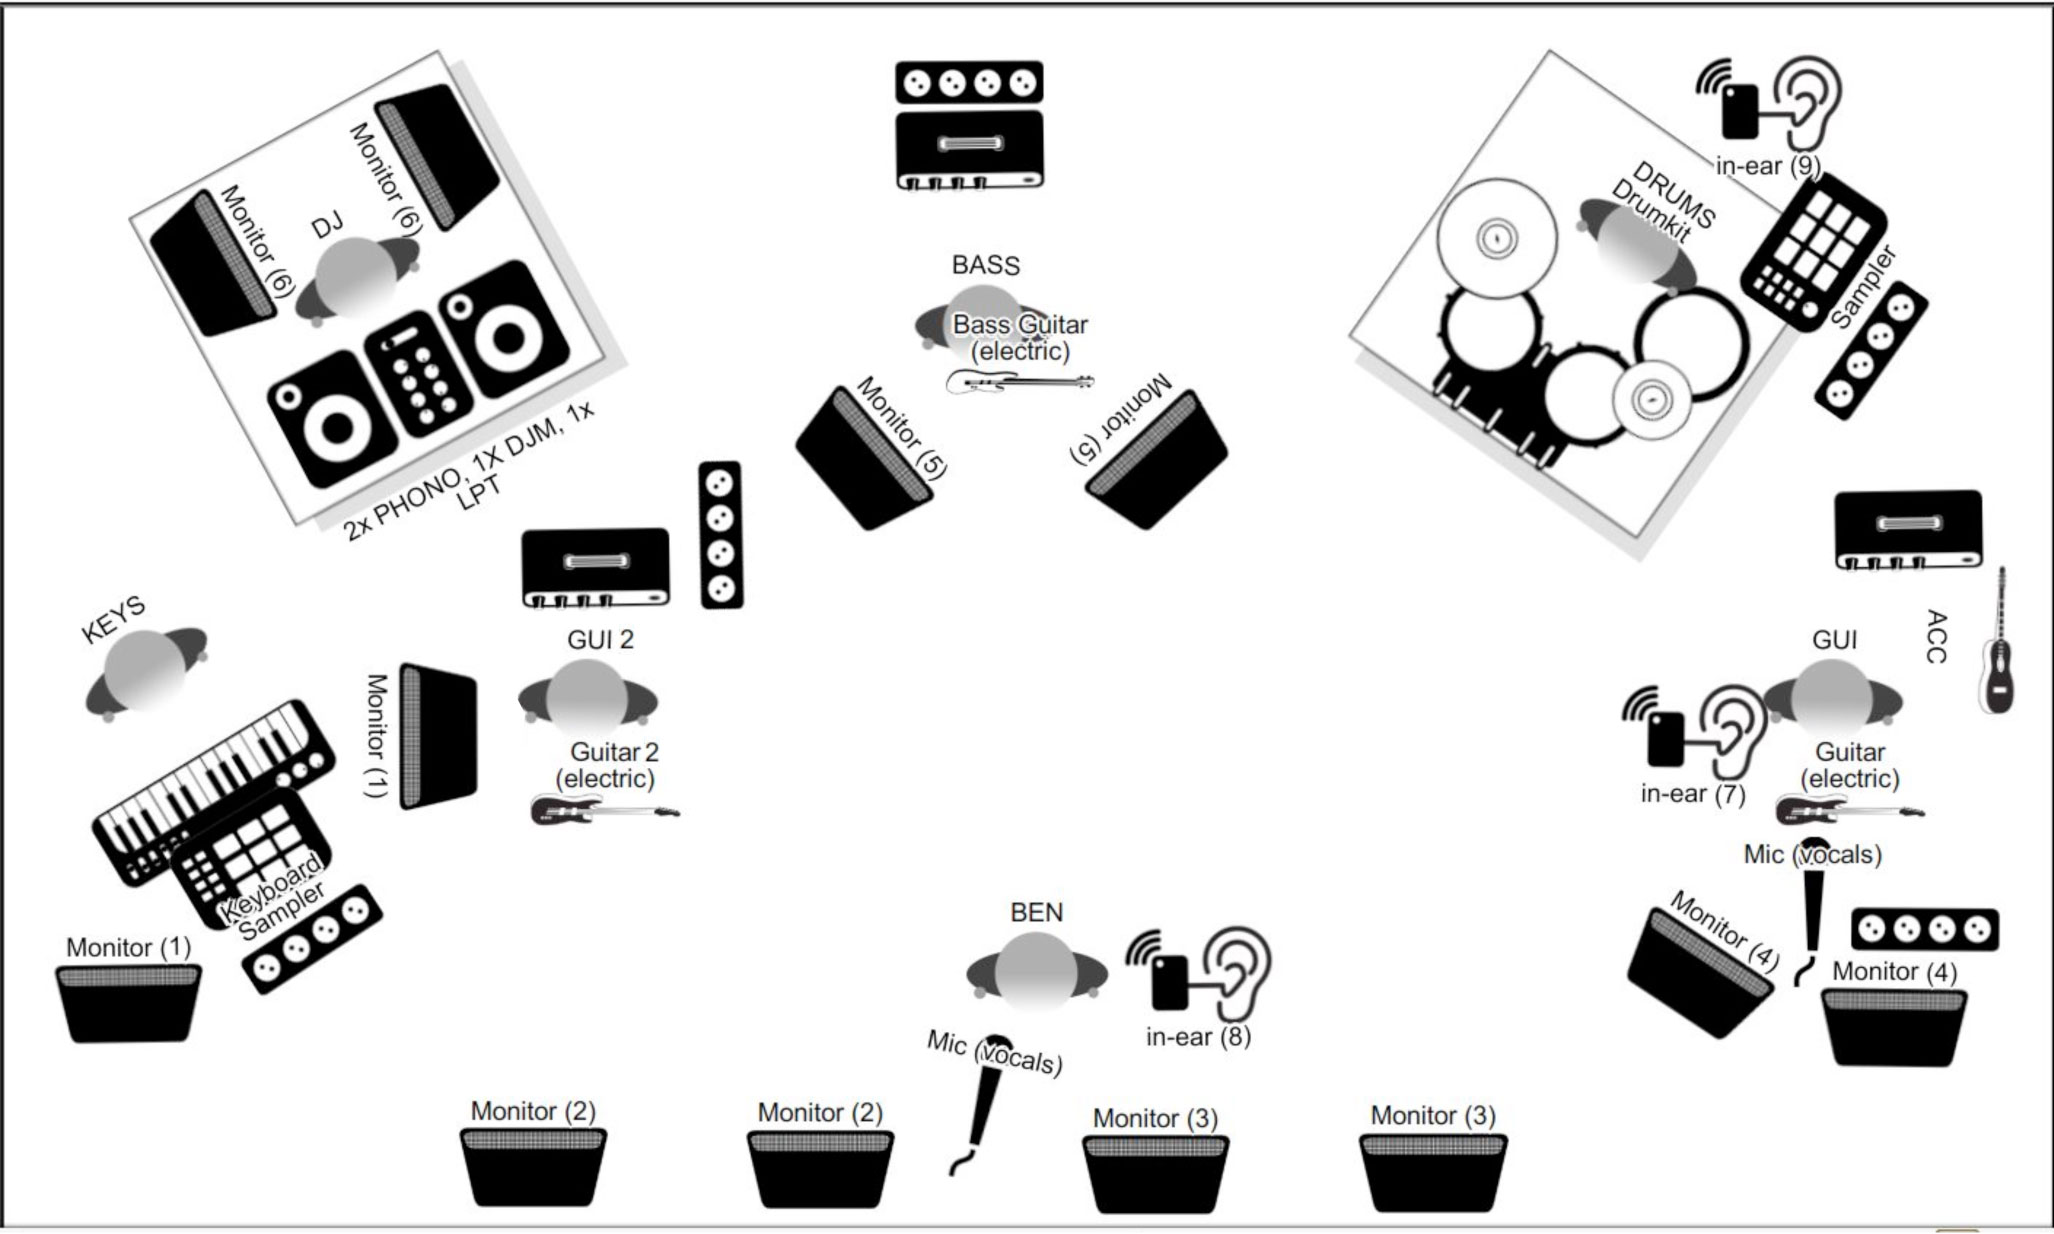 in-ear (9)
DRUMS
Drumkit
Sampler
Monitor (6)
Monitor (6)
DJ
2x PHONO, 1X DJM, 1x
LPT
BASS
Bass Guitar
(electric)
Monitor (5)
Monitor (5)
KEYS
Monitor (1)
GUI 2
Guitar 2
(electric)
GUI
ACC
in-ear (7)
Guitar
(electric)
Mic (vocals)
Keyboard
Sampler
Monitor (1)
BEN
in-ear (8)
Mic (vocals)
Monitor (4)
Monitor (4)
Monitor (2)
Monitor (2)
Monitor (3)
Monitor (3)